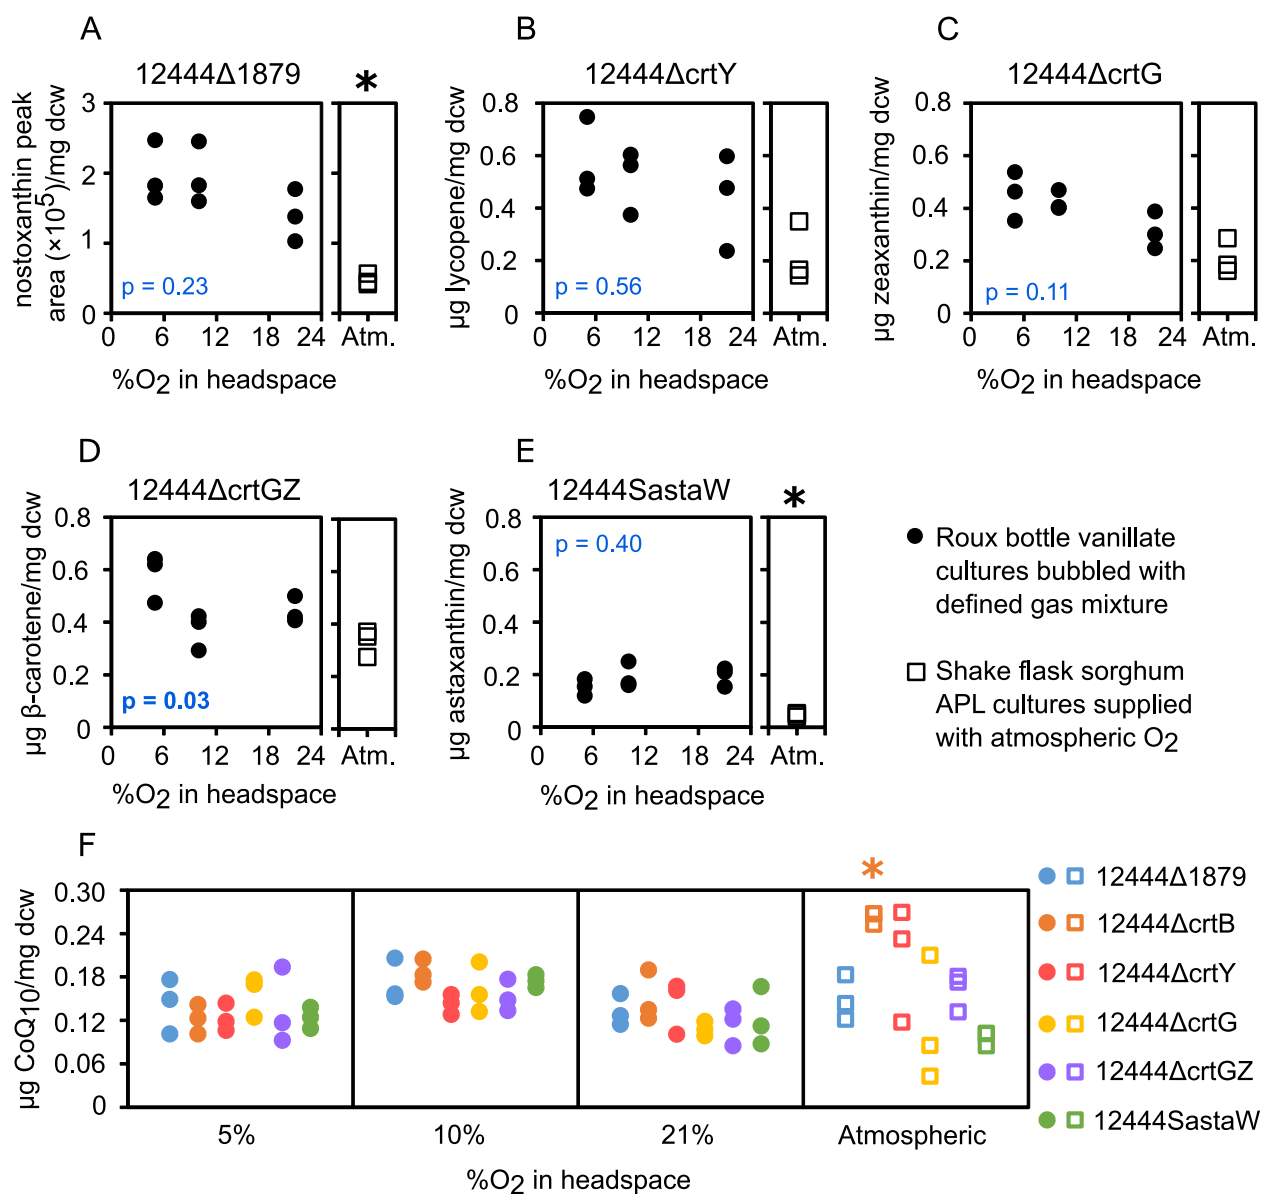 A
12444Δ1879
*
nostoxanthin peak
area (×10⁵)/mg dcw
3
2
1
0
p = 0.23
0 6 12 18 24
Atm.
%O₂ in headspace
B
12444ΔcrtY
µg lycopene/mg dcw
0.8
0.6
0.4
0.2
0
p = 0.56
0 6 12 18 24
Atm.
%O₂ in headspace
C
12444ΔcrtG
µg zeaxanthin/mg dcw
0.8
0.6
0.4
0.2
0
p = 0.11
0 6 12 18 24
Atm.
%O₂ in headspace
D
12444ΔcrtGZ
µg β-carotene/mg dcw
0.8
0.6
0.4
0.2
0
p = 0.03
0 6 12 18 24
Atm.
%O₂ in headspace
E
12444SastaW
*
µg astaxanthin/mg dcw
0.8
0.6
0.4
0.2
0
p = 0.40
0 6 12 18 24
Atm.
%O₂ in headspace
Roux bottle vanillate
cultures bubbled with
defined gas mixture
Shake flask sorghum
APL cultures supplied
with atmospheric O₂
F
*
µg CoQ₁₀/mg dcw
0.30
0.24
0.18
0.12
0.06
0
5% 10% 21% Atmospheric
%O₂ in headspace
12444Δ1879
12444ΔcrtB
12444ΔcrtY
12444ΔcrtG
12444ΔcrtGZ
12444SastaW